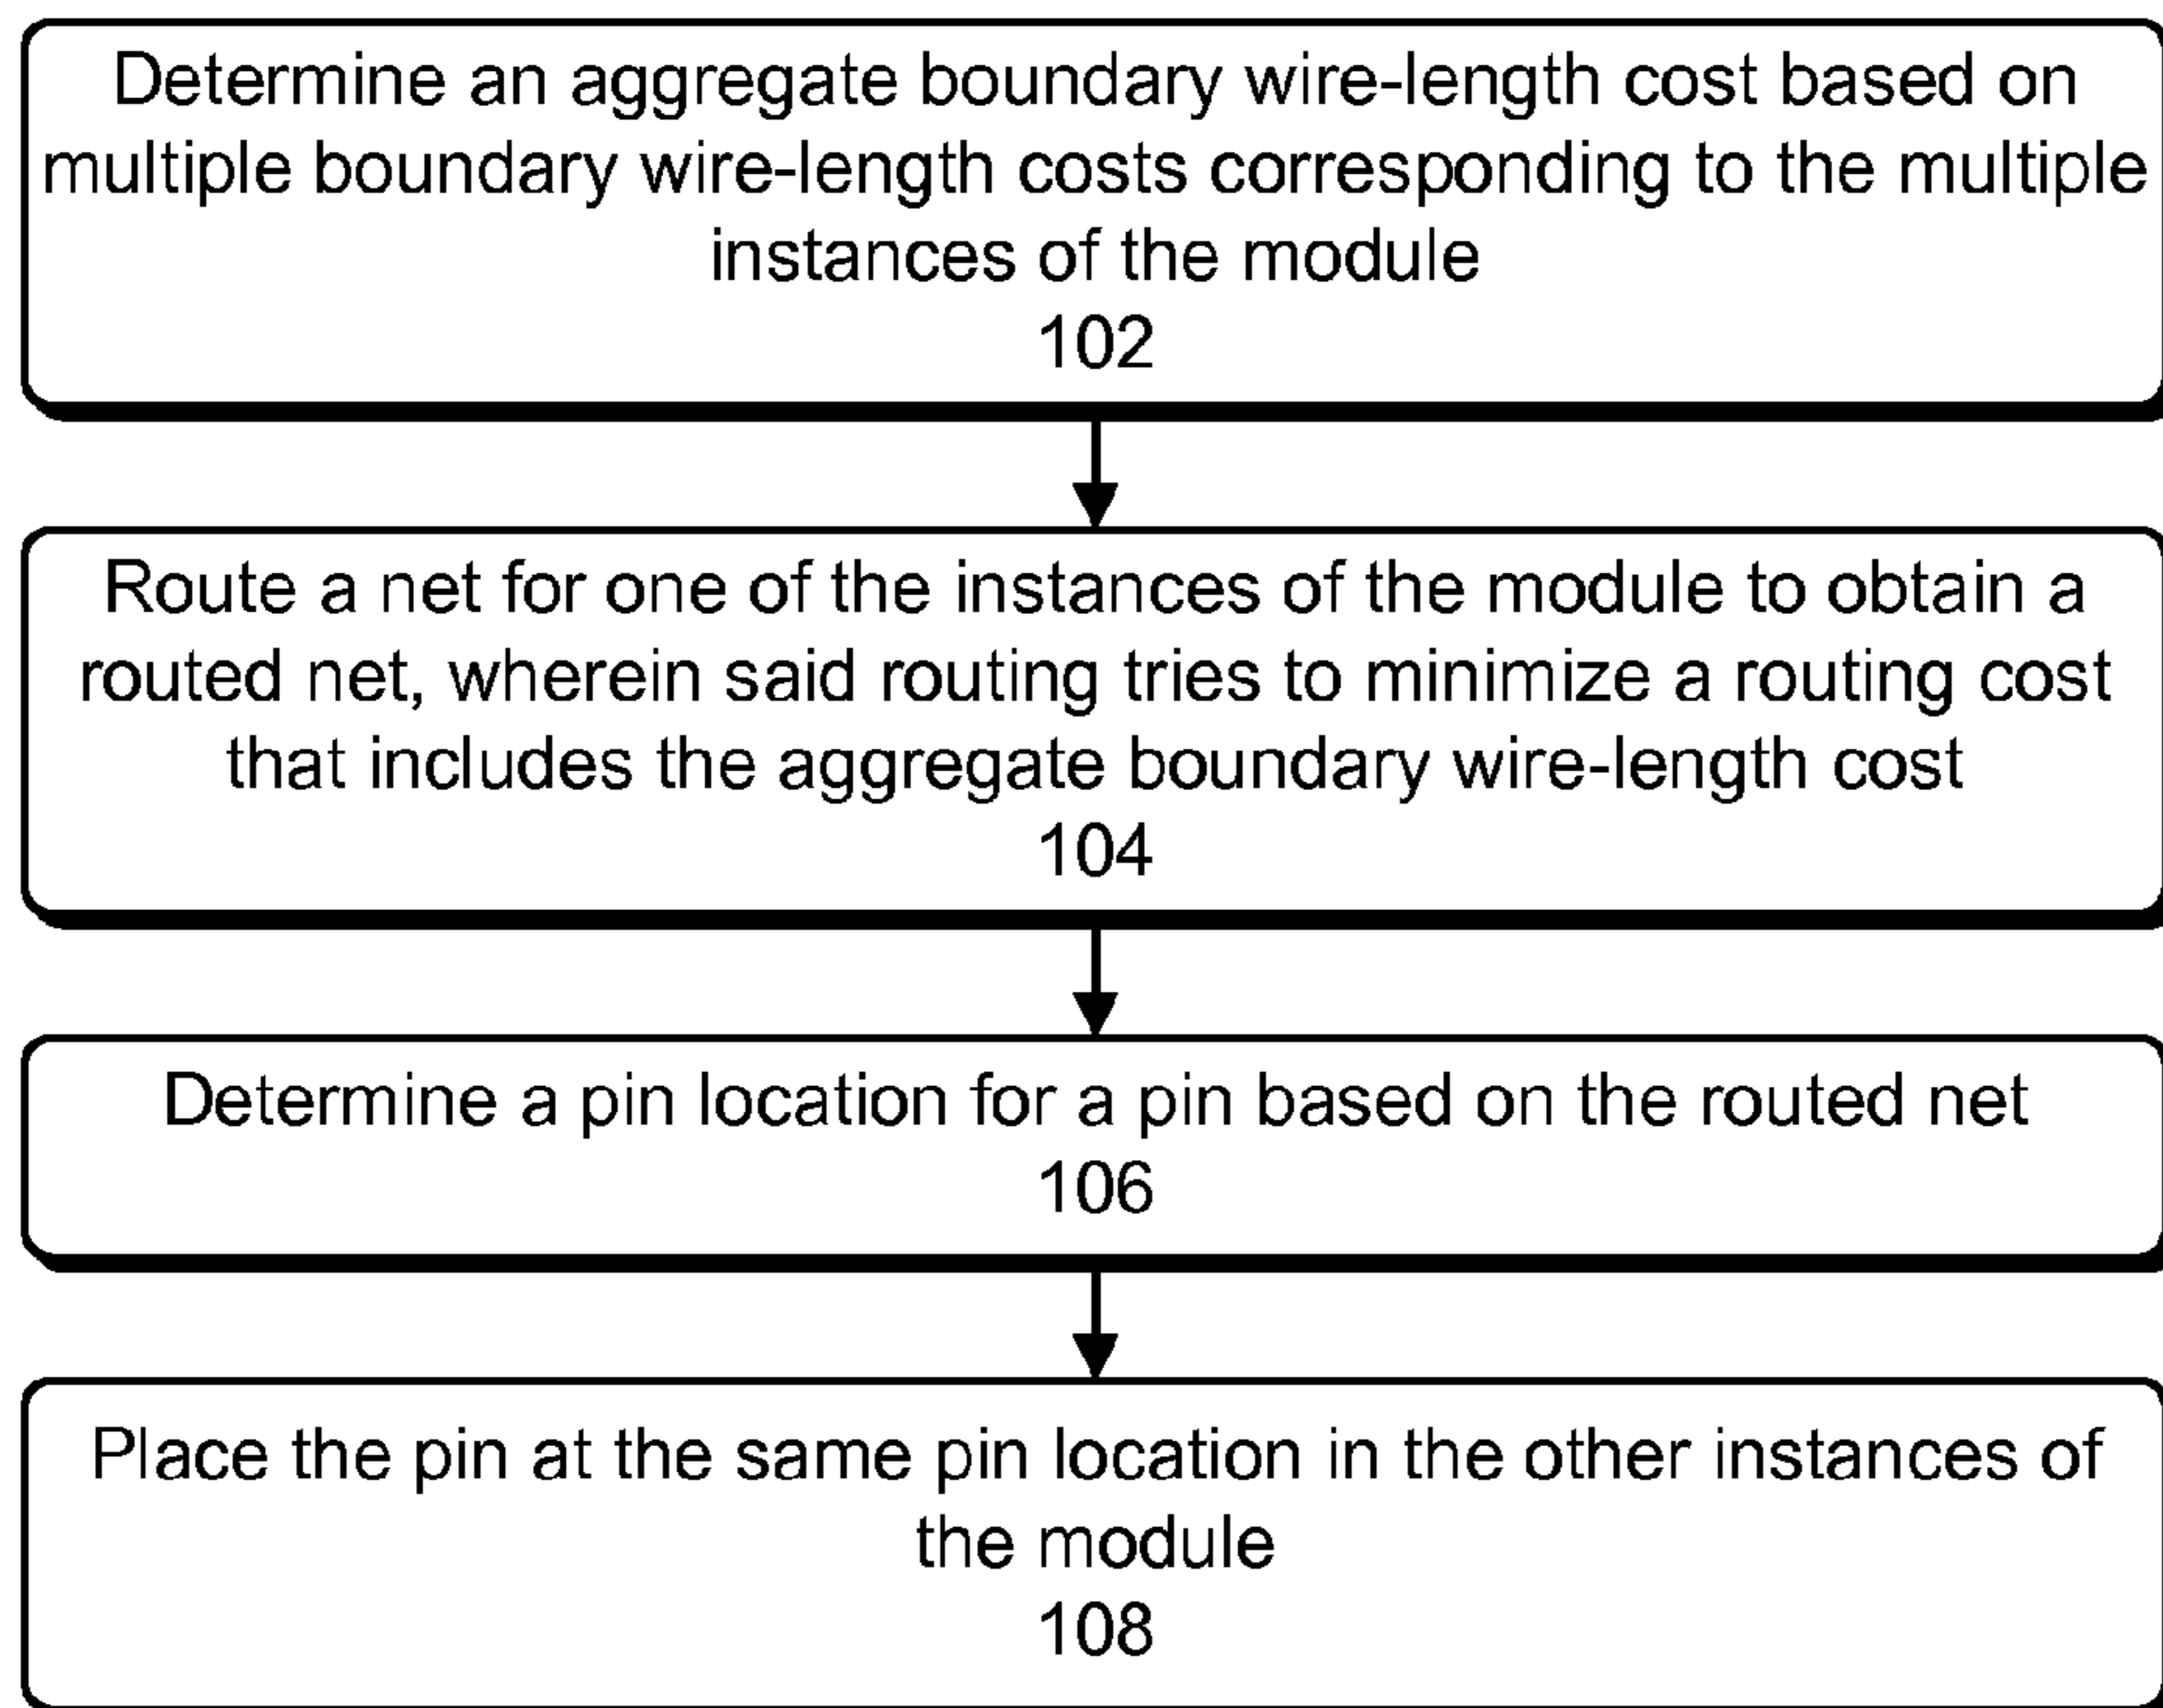 Determine an aggregate boundary wire-length cost based on
multiple boundary wire-length costs corresponding to the multiple
instances of the module
102
Route a net for one of the instances of the module to obtain a
routed net, wherein said routing tries to minimize a routing cost
that includes the aggregate boundary wire-length cost
104
Determine a pin location for a pin based on the routed net
106
Place the pin at the same pin location in the other instances of
the module
108